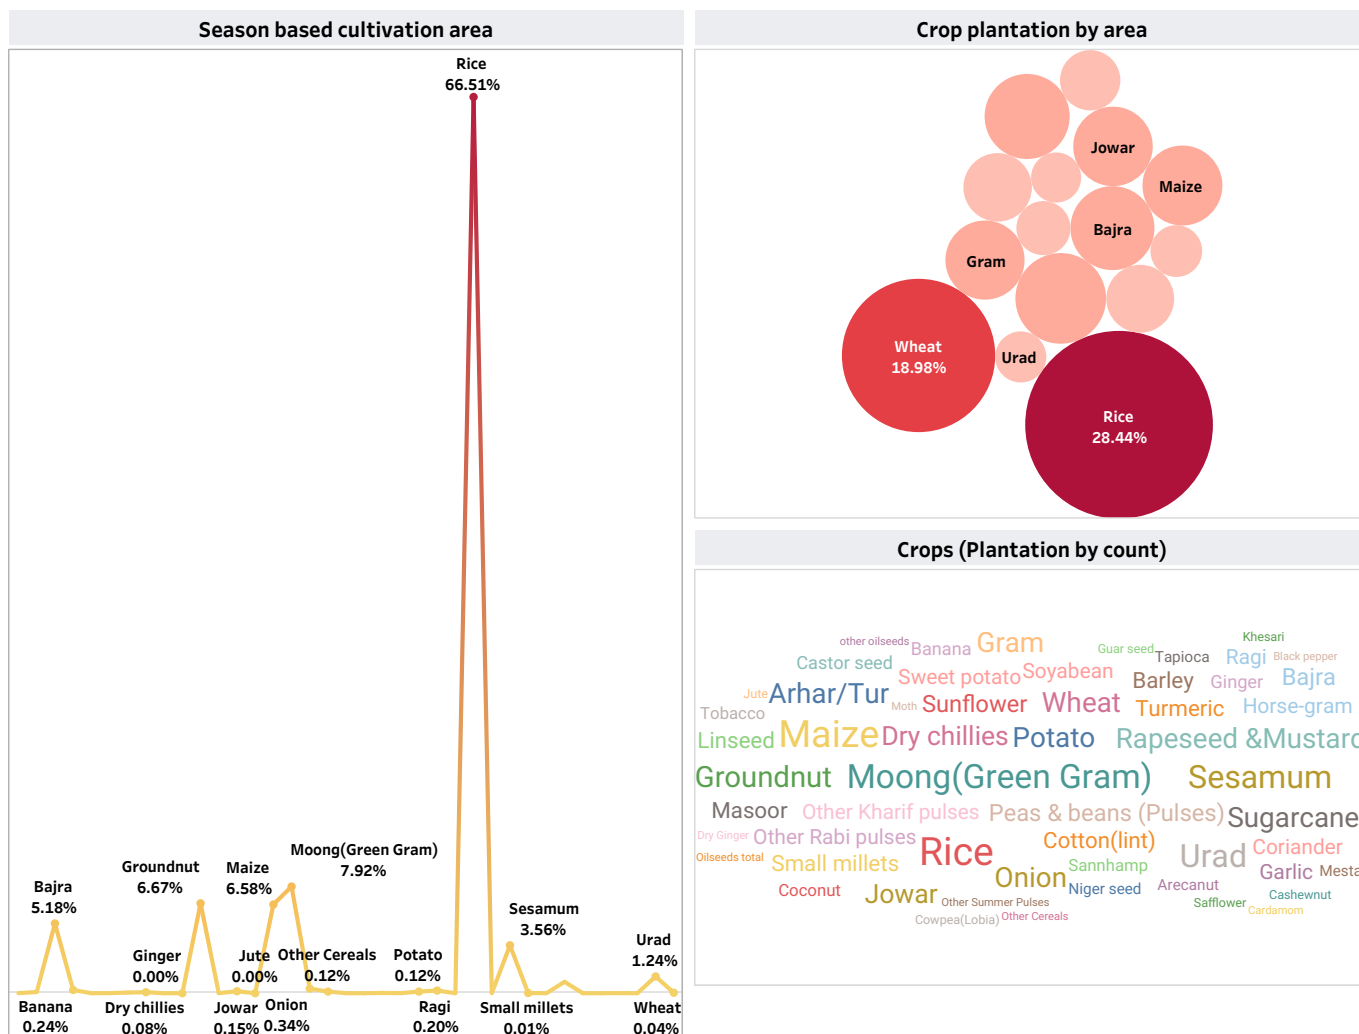 Season based cultivation area
Rice
66.51%
Moong(Green Gram)
7.92%
Groundnut
6.67%
Maize
6.58%
Bajra
5.18%
Sesamum
3.56%
Urad
1.24%
Ginger
0.00%
Jute
0.00%
Other Cereals
0.12%
Potato
0.12%
Banana
0.24%
Dry chillies
0.08%
Jowar
0.15%
Onion
0.34%
Ragi
0.20%
Small millets
0.01%
Wheat
0.04%
Crop plantation by area
Jowar
Maize
Bajra
Gram
Wheat
18.98%
Urad
Rice
28.44%
Crops (Plantation by count)
other oilseeds Banana Gram Guar seed Tapioca Khesari
Castor seed Sweet potato Soyabean Barley Ragi Black pepper
Jute Arhar/Tur Moth Sunflower Wheat Turmeric Ginger Bajra
Tobacco Horse-gram
Linseed Maize Dry chillies Potato Rapeseed &Mustard
Groundnut Moong(Green Gram) Sesamum
Masoor Other Kharif pulses Peas & beans (Pulses) Sugarcane
Dry Ginger Other Rabi pulses Rice Cotton(lint) Urad Coriander
Oilseeds total Small millets Onion Sannhamp Garlic Mesta
Coconut Jowar Other Summer Pulses Niger seed Arecanut Safflower Cashewnut
Cowpea(Lobia) Other Cereals Cardamom